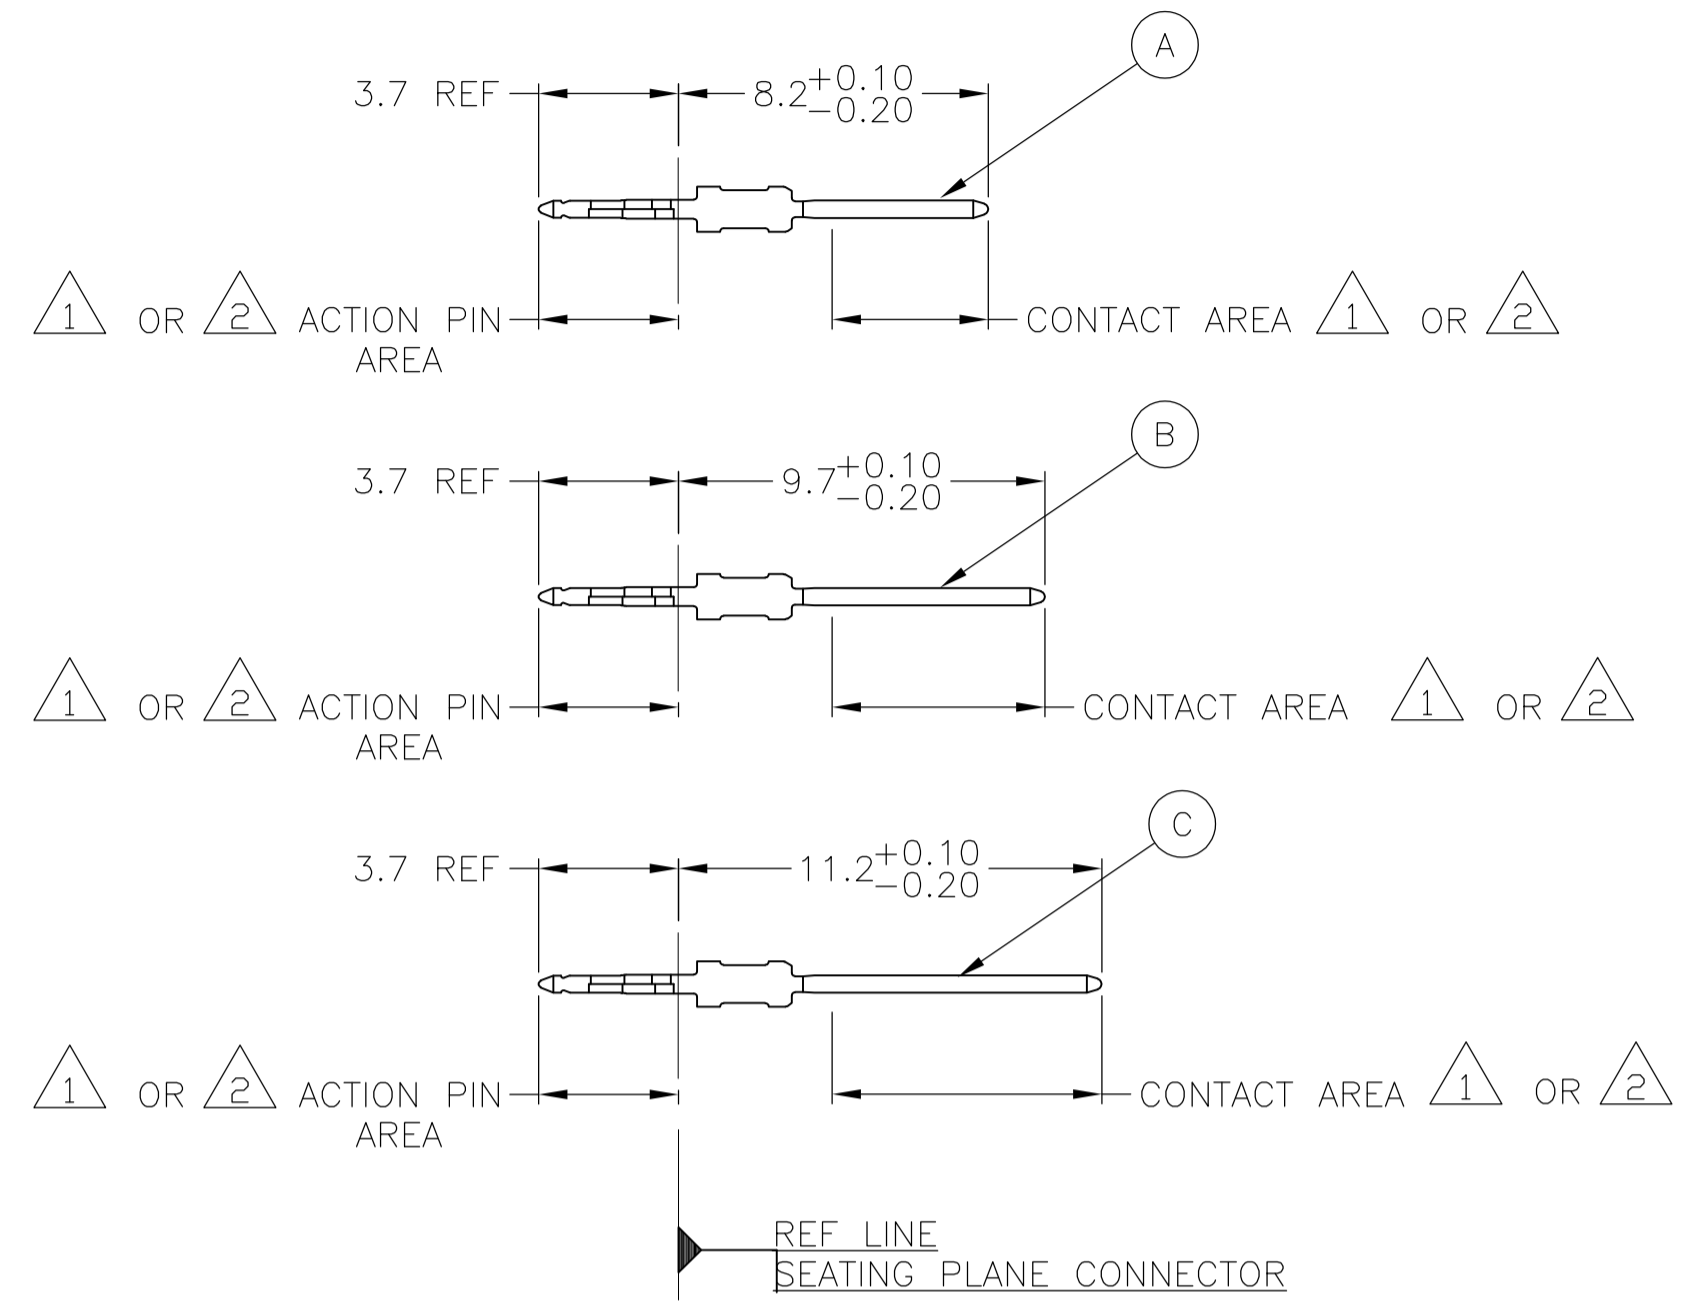 A
3.7 REF 8.2 +0.10 -0.20
1 OR 2 ACTION PIN AREA
CONTACT AREA 1 OR 2
B
3.7 REF 9.7 +0.10 -0.20
1 OR 2 ACTION PIN AREA
CONTACT AREA 1 OR 2
C
3.7 REF 11.2 +0.10 -0.20
1 OR 2 ACTION PIN AREA
CONTACT AREA 1 OR 2
REF LINE
SEATING PLANE CONNECTOR